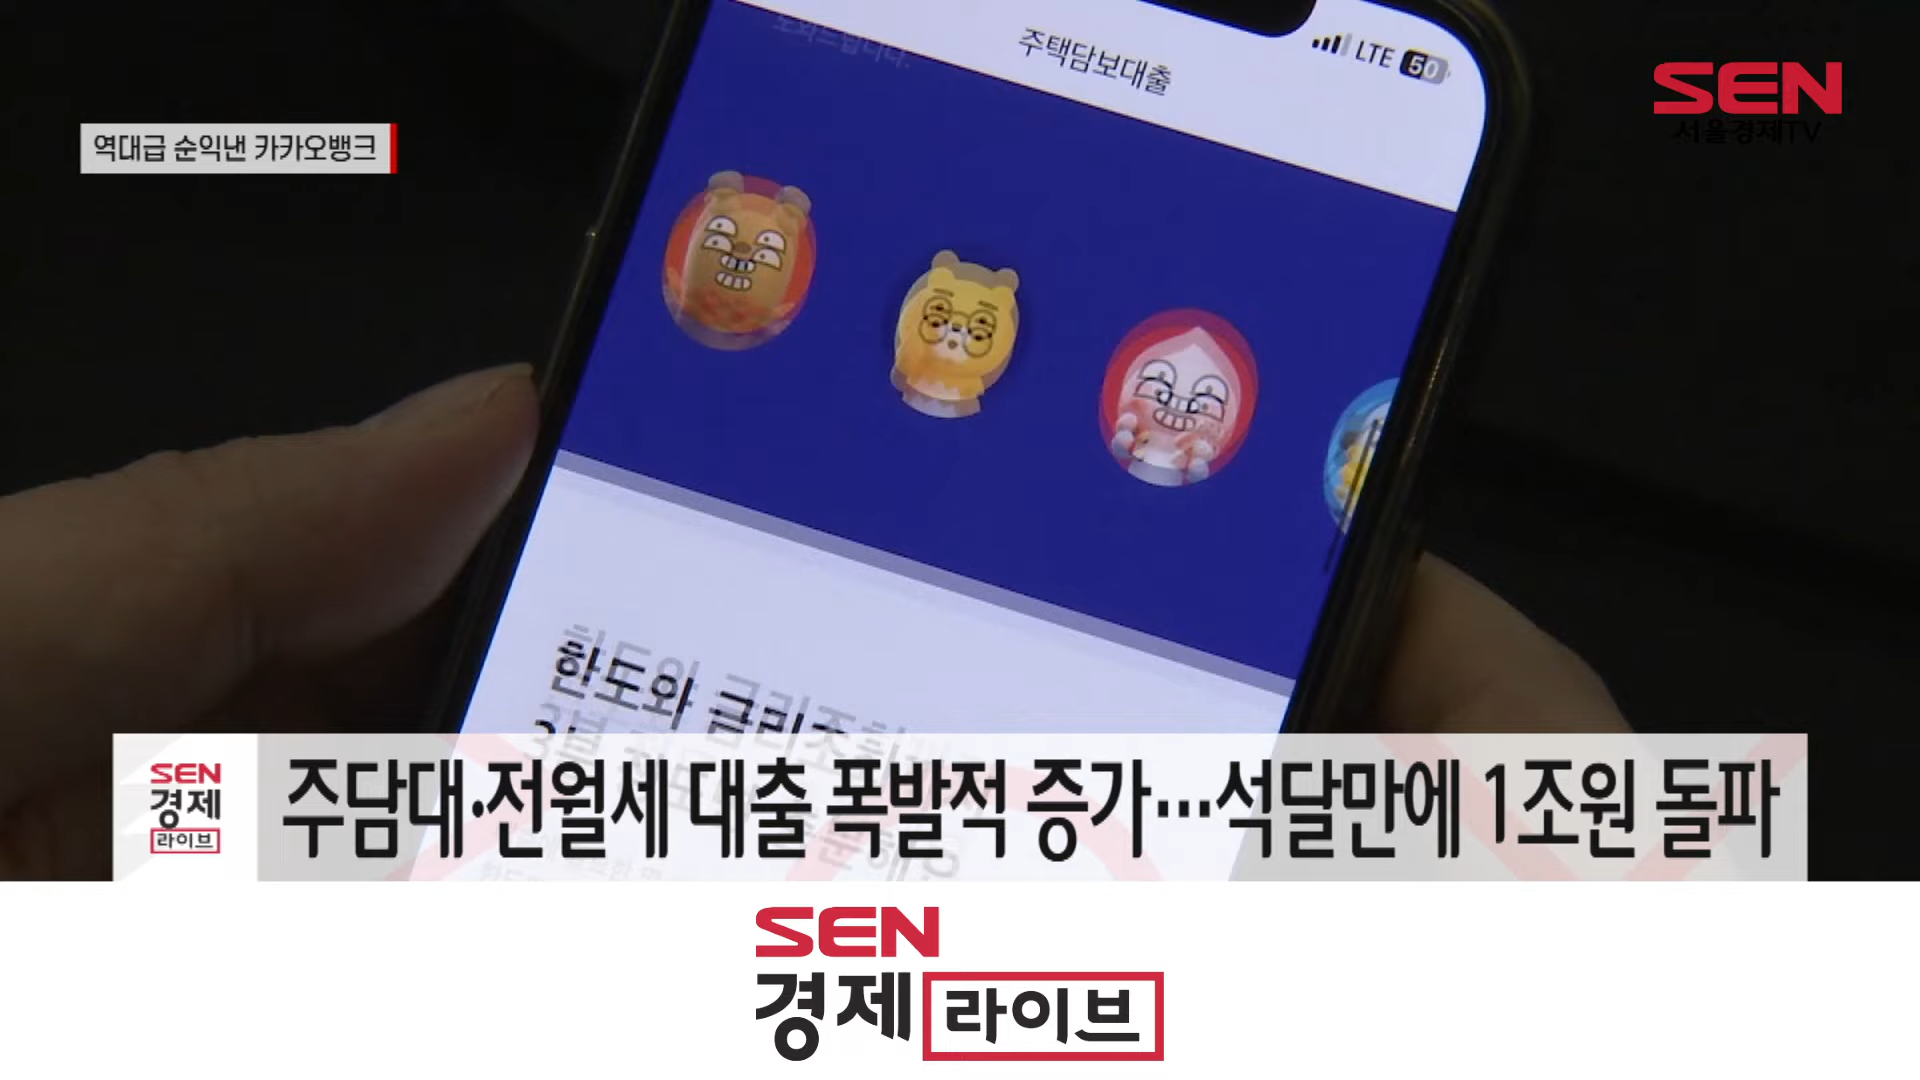 주택담보대출
LTE 50
SEN
서울경제TV
역대급 순익낸 카카오뱅크
한도와 금리조회
SEN
경제
라이브
주담대·전월세 대출 폭발적 증가…석달만에 1조원 돌파
SEN
경제 라이브